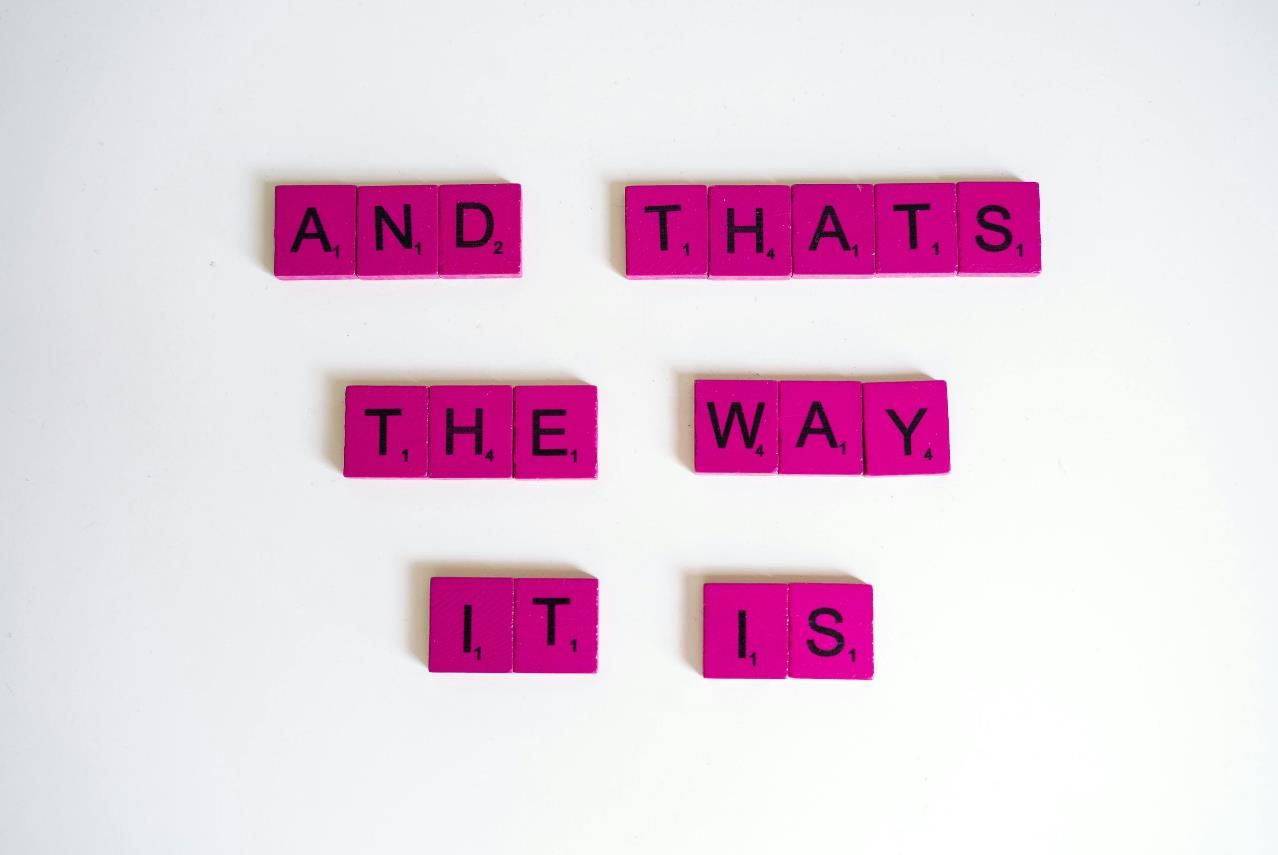 AND THATS
THE WAY
IT IS